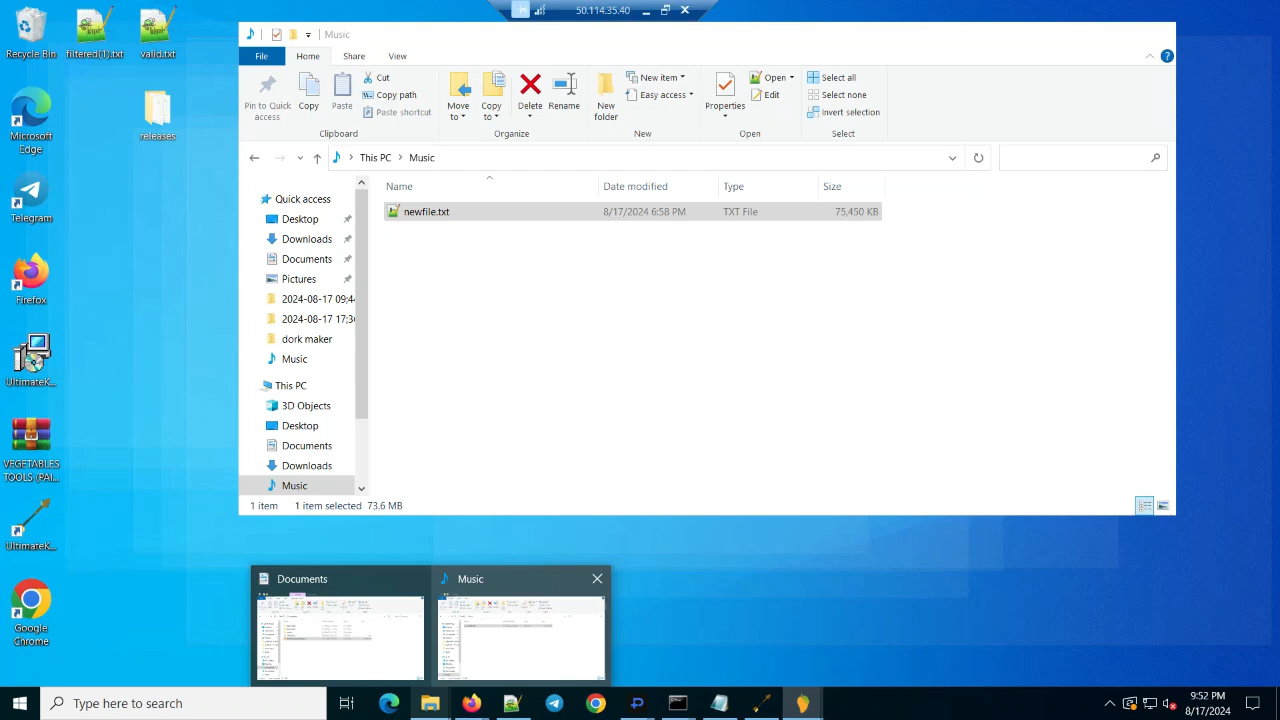 50.114.35.40
Recycle Bin
filtered(1).txt
valid.txt
Music
File
Home
Share
View
Pin to Quick access
Copy
Paste
Cut
Copy path
Paste shortcut
Clipboard
Move to
Copy to
Delete
Rename
Organize
New folder
New item
Easy access
New
Properties
Open
Edit
Open
Select all
Select none
Invert selection
Select
This PC
Music
Microsoft Edge
releases
Telegram
Firefox
UltimateK...
VEGETABLES TOOLS (PAI...
UltimateK...
Google Chrome
Quick access
Desktop
Downloads
Documents
Pictures
2024-08-17 09;4
2024-08-17 17;3
dork maker
Music
This PC
3D Objects
Desktop
Documents
Downloads
Music
Name
Date modified
Type
Size
newfile.txt
8/17/2024 6:58 PM
TXT File
75,450 KB
1 item
1 item selected 73.6 MB
Documents
Music
Type here to search
9:52 PM
8/17/2024